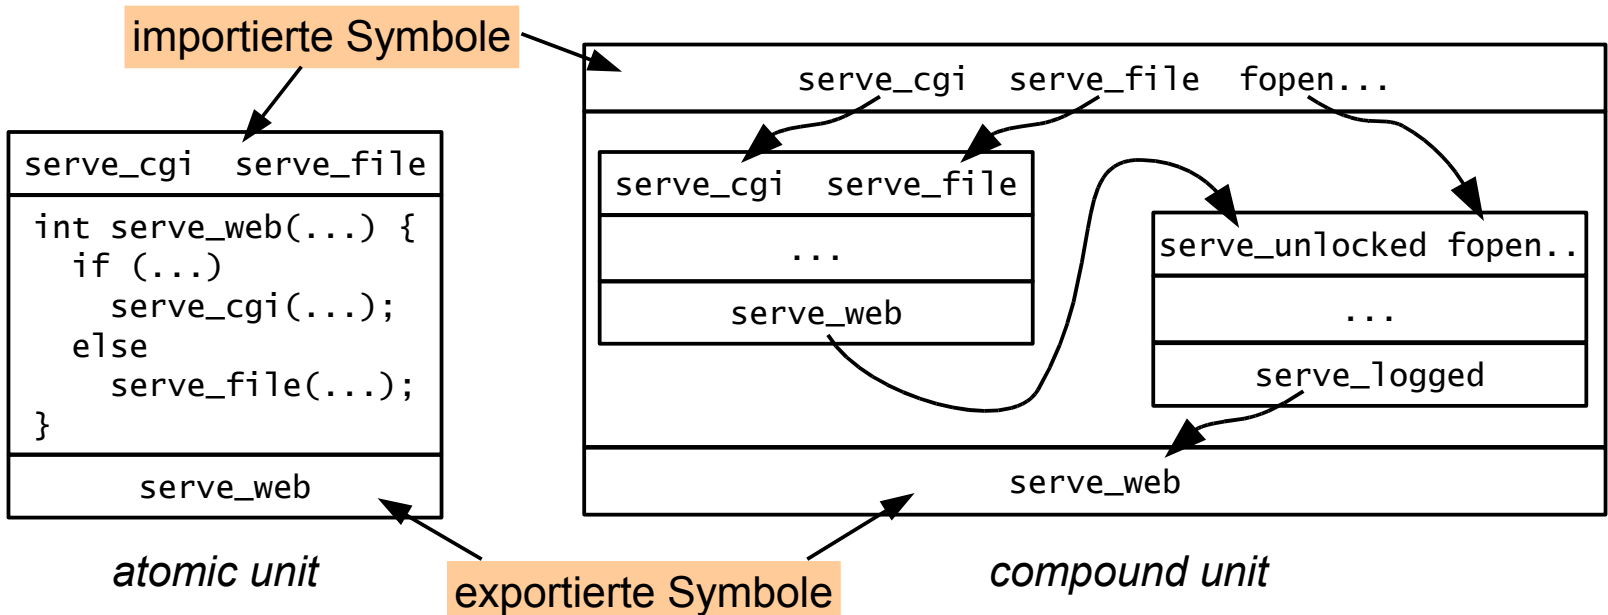 importierte Symbole
serve_cgi serve_file fopen...
serve_cgi serve_file
int serve_web(...) {
if (...)
serve_cgi(...);
else
serve_file(...);
}
serve_web
serve_cgi serve_file
...
serve_web
serve_unlocked fopen..
...
serve_logged
serve_web
atomic unit
exportierte Symbole
compound unit